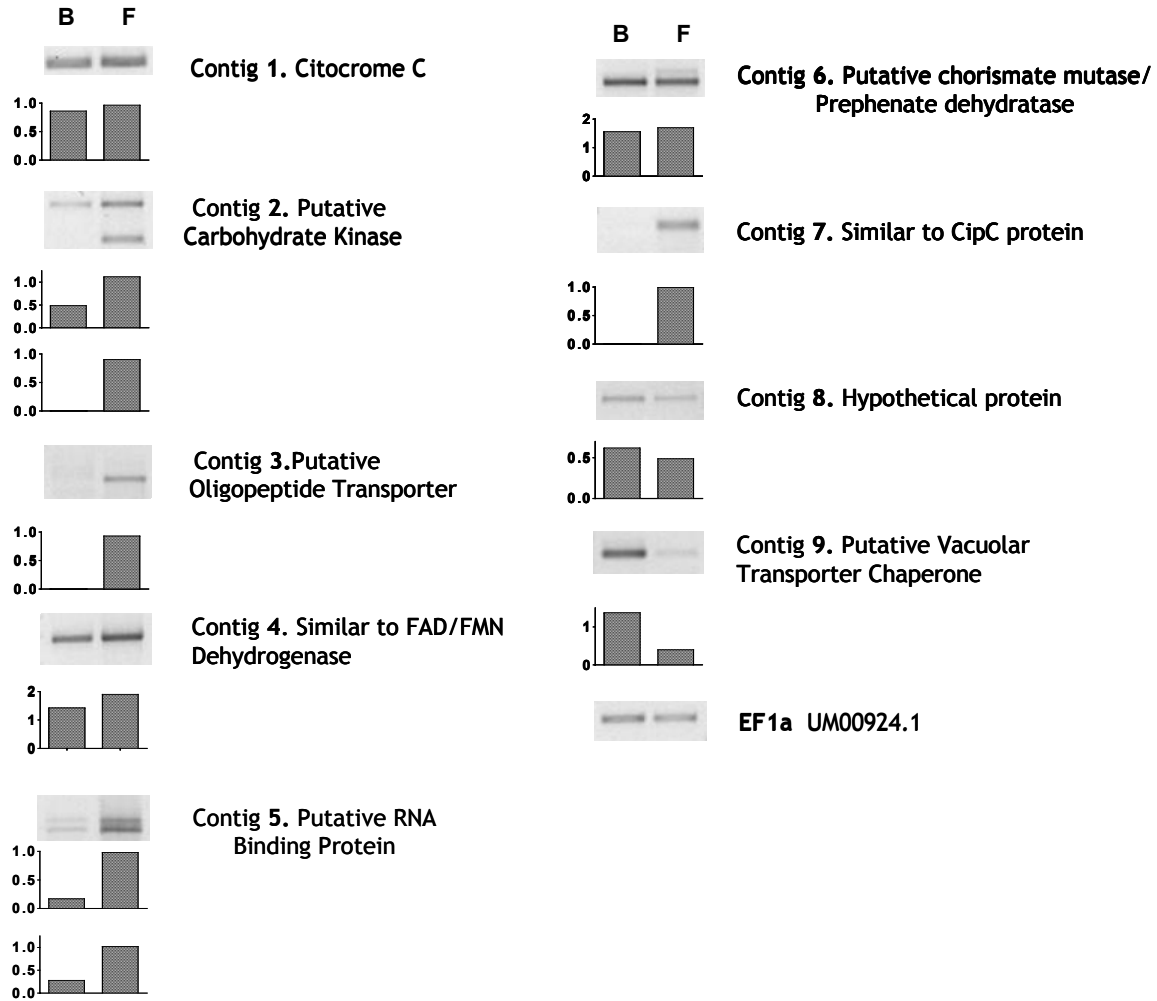 B F
Contig 1. Citocrome C
1.0
0.5
0.0
Contig 2. Putative
Carbohydrate Kinase
1.0
0.5
0.0
1.0
0.5
0.0
Contig 3.Putative
Oligopeptide Transporter
1.0
0.5
0.0
Contig 4. Similar to FAD/FMN
Dehydrogenase
2
1
0
Contig 5. Putative RNA
Binding Protein
1.0
0.5
0.0
1.0
0.5
0.0
B F
Contig 6. Putative chorismate mutase/
Prephenate dehydratase
2
1
0
Contig 7. Similar to CipC protein
1.0
0.5
0.0
Contig 8. Hypothetical protein
0.5
0.0
Contig 9. Putative Vacuolar
Transporter Chaperone
1
0
EF1a UM00924.1